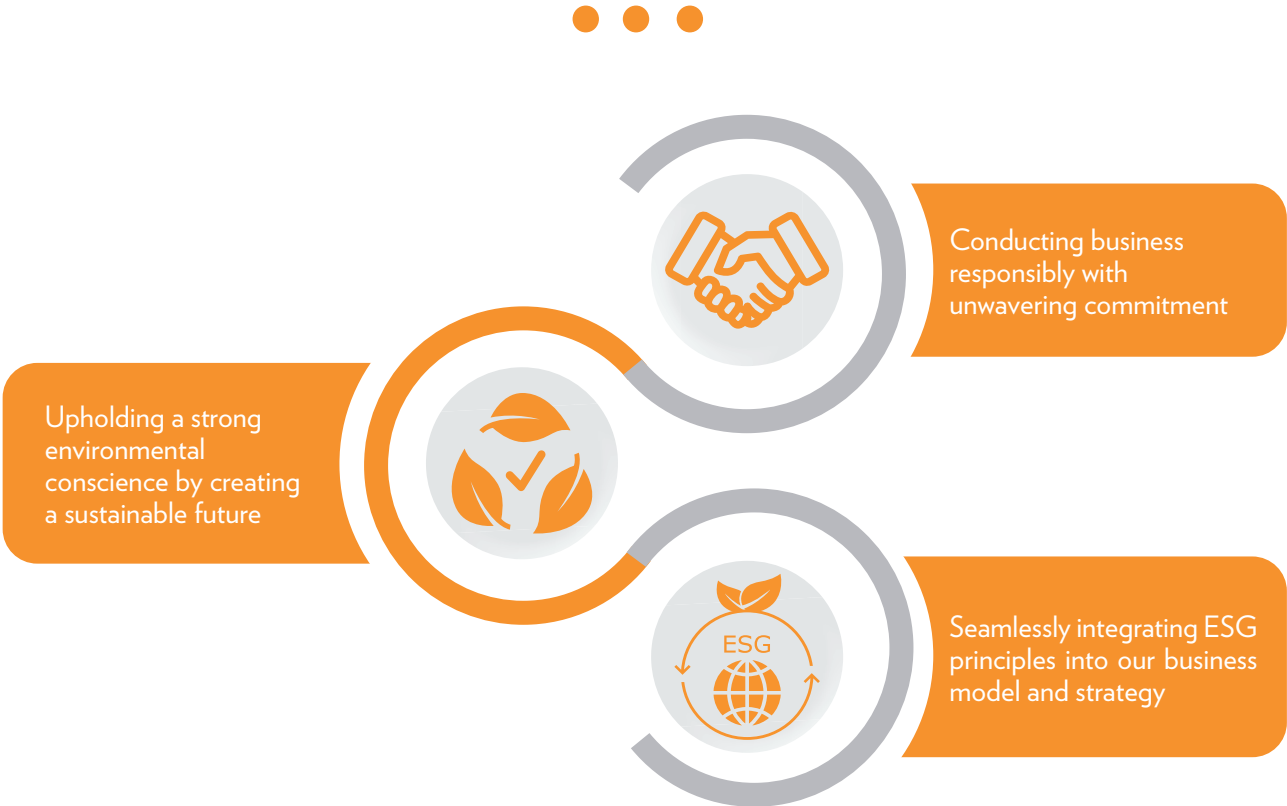 Conducting business
responsibly with
unwavering commitment
Upholding a strong
environmental
conscience by creating
a sustainable future
ESG
Seamlessly integrating ESG
principles into our business
model and strategy